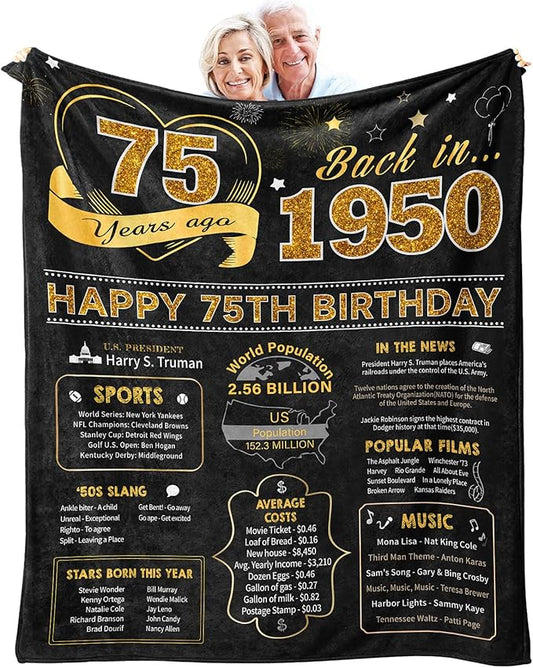 75
Years ago
Back in...
1950
HAPPY 75TH BIRTHDAY
U.S. PRESIDENT
Harry S. Truman
SPORTS
World Series: New York Yankees
NFL Champions: Cleveland Browns
Stanley Cup: Detroit Red Wings
Golf U.S. Open: Ben Hogan
Kentucky Derby: Middleground
'50S SLANG
Ankle biter - A child
Unreal - Exceptional
Righto - To agree
Split - Leaving a Place
Get Bent! - Go away
Go ape - Get excited
STARS BORN THIS YEAR
Stevie Wonder
Kenny Ortega
Natalie Cole
Richard Branson
Brad Dourif
Bill Murray
Wendie Malick
Jay Leno
John Candy
Nancy Allen
World Population
2.56 BILLION
US
Population
152.3 MILLION
$
AVERAGE
COSTS
Movie Ticket - $0.46
Loaf of Bread - $0.16
New house - $8,450
Avg. Yearly Income - $3,210
Dozen Eggs - $0.46
Gallon of gas - $0.27
Gallon of milk - $0.82
Postage Stamp - $0.03
$
IN THE NEWS
President Harry S. Truman places America's
railroads under the control of the U.S. Army.
Twelve nations agree to the creation of the North
Atlantic Treaty Organization(NATO) for the defense
of the United States and Europe.
Jackie Robinson signs the highest contract in
Dodger history at that time($35,000).
POPULAR FILMS
The Asphalt Jungle Winchester '73
Harvey Rio Grande All About Eve
Sunset Boulevard In a Lonely Place
Broken Arrow Kansas Raiders
MUSIC
Mona Lisa - Nat King Cole
Third Man Theme - Anton Karas
Sam's Song - Gary & Bing Crosby
Music, Music, Music - Teresa Brewer
Harbor Lights - Sammy Kaye
Tennessee Waltz - Patti Page